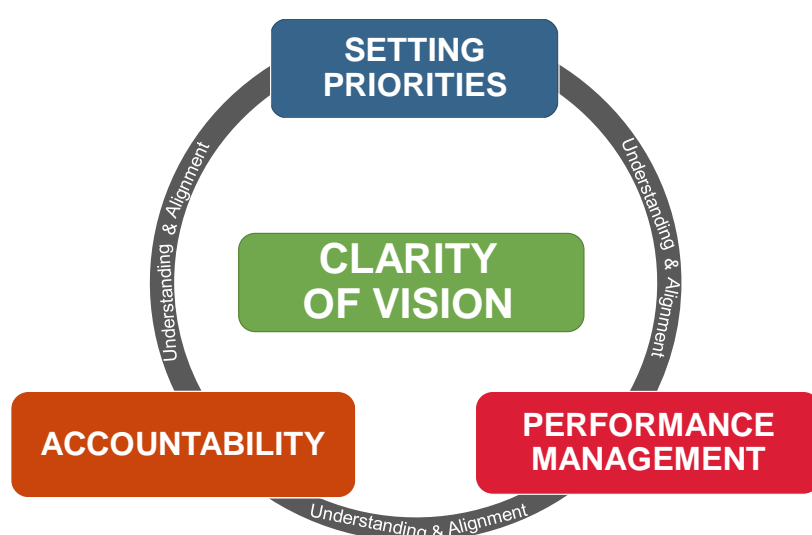 SETTING
PRIORITIES
Understanding & Alignment
Understanding & Alignment
CLARITY
OF VISION
ACCOUNTABILITY
PERFORMANCE
MANAGEMENT
Understanding & Alignment